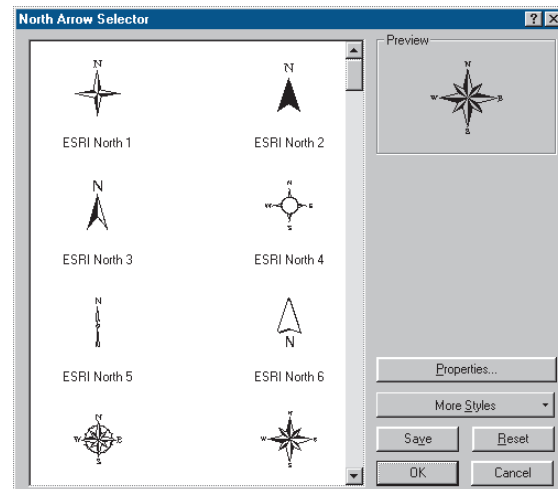 North Arrow Selector
Preview
N
N
ESRI North 1
ESRI North 2
N
N
W E
S
ESRI North 3
ESRI North 4
N
N
ESRI North 5
ESRI North 6
N
W E
S
N
W E
S
N
W E
S
Properties...
More Styles
Save
Reset
OK
Cancel